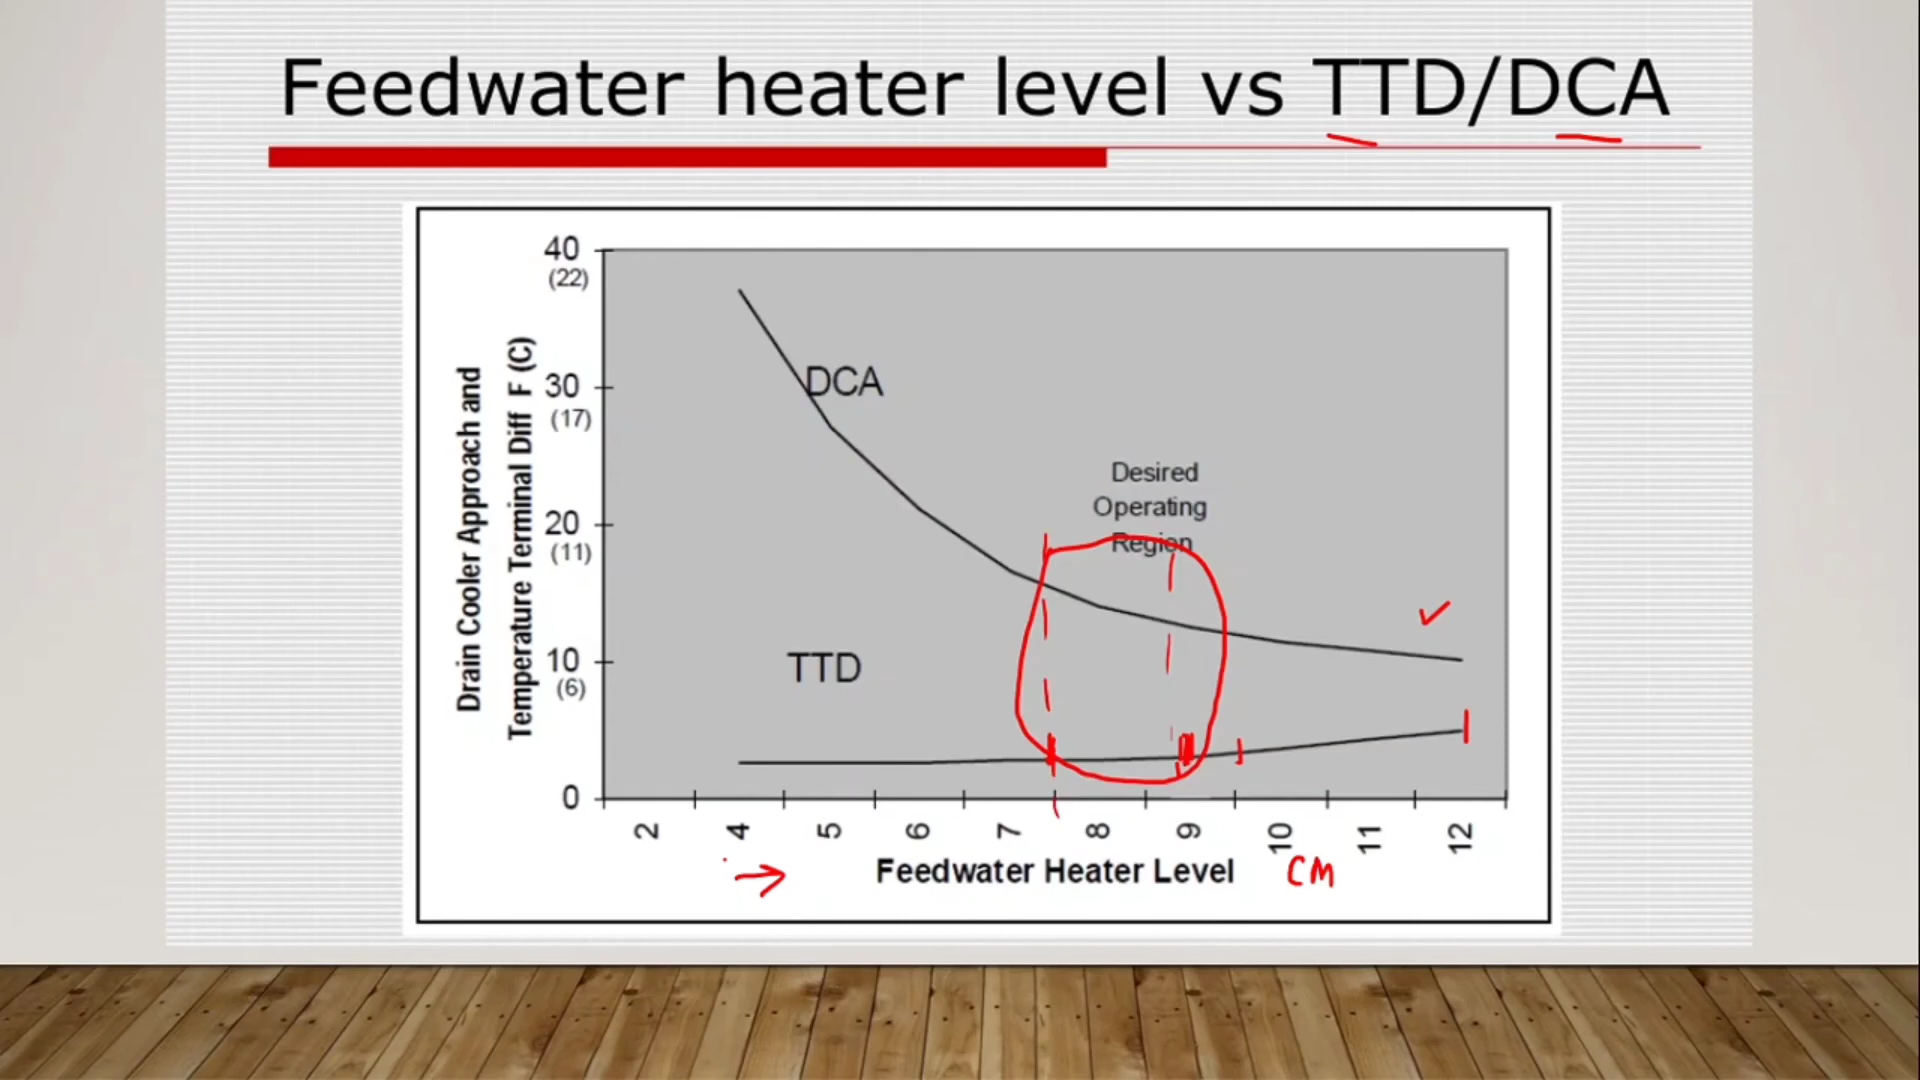 Feedwater heater level vs TTD/DCA
Drain Cooler Approach and
Temperature Terminal Diff F (C)
40
(22)
30
(17)
20
(11)
10
(6)
0
DCA
TTD
Desired
Operating
Region
2 4 5 6 7 8 9 10 11 12
Feedwater Heater Level CM